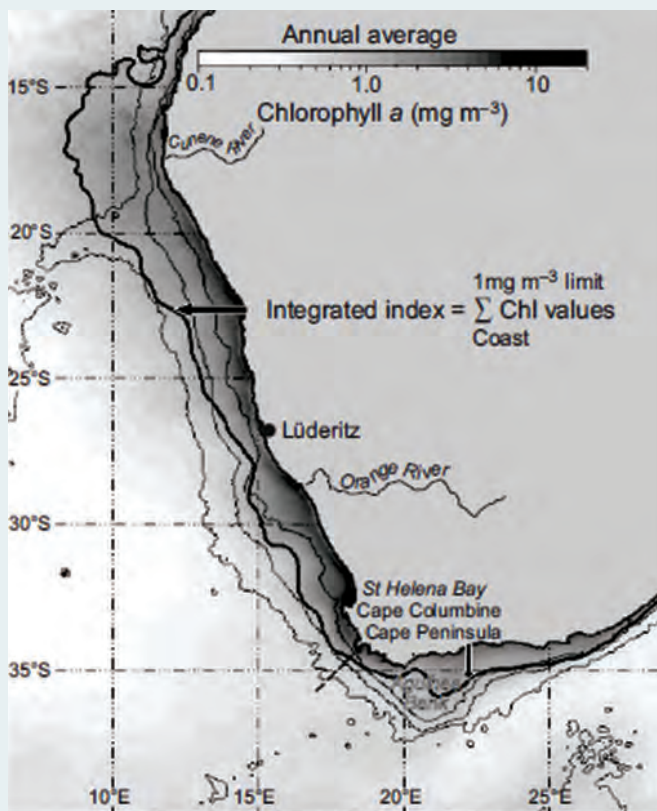 Annual average
0.1 1.0 10
Chlorophyll a (mg m⁻³)
15°S
Cunene River
20°S
1mg m⁻³ limit
Integrated index = ∑ Chl values
Coast
25°S
Lüderitz
Orange River
30°S
St Helena Bay
Cape Columbine
Cape Peninsula
35°S
Agulhas
Bank
10°E 15°E 20°E 25°E